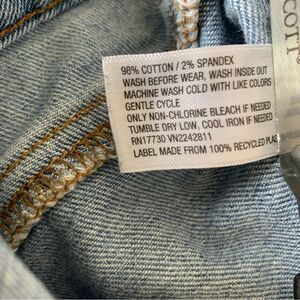 98% COTTON / 2% SPANDEX
WASH BEFORE WEAR, WASH INSIDE OUT
MACHINE WASH COLD WITH LIKE COLORS
GENTLE CYCLE
ONLY NON-CHLORINE BLEACH IF NEEDED
TUMBLE DRY LOW, COOL IRON IF NEEDED
RN17730 VN2242811
LABEL MADE FROM 100% RECYCLED PLAS
COTT